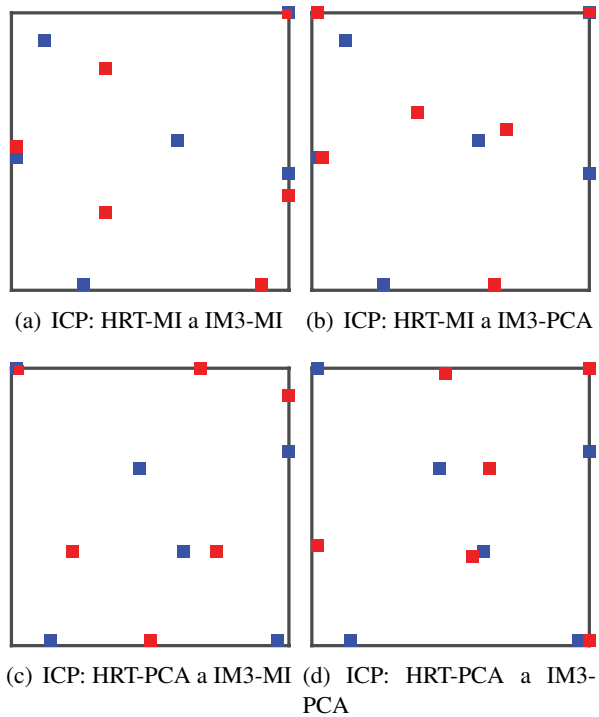 (a) ICP: HRT-MI a IM3-MI
(b) ICP: HRT-MI a IM3-PCA
(c) ICP: HRT-PCA a IM3-MI
(d) ICP: HRT-PCA a IM3-
PCA